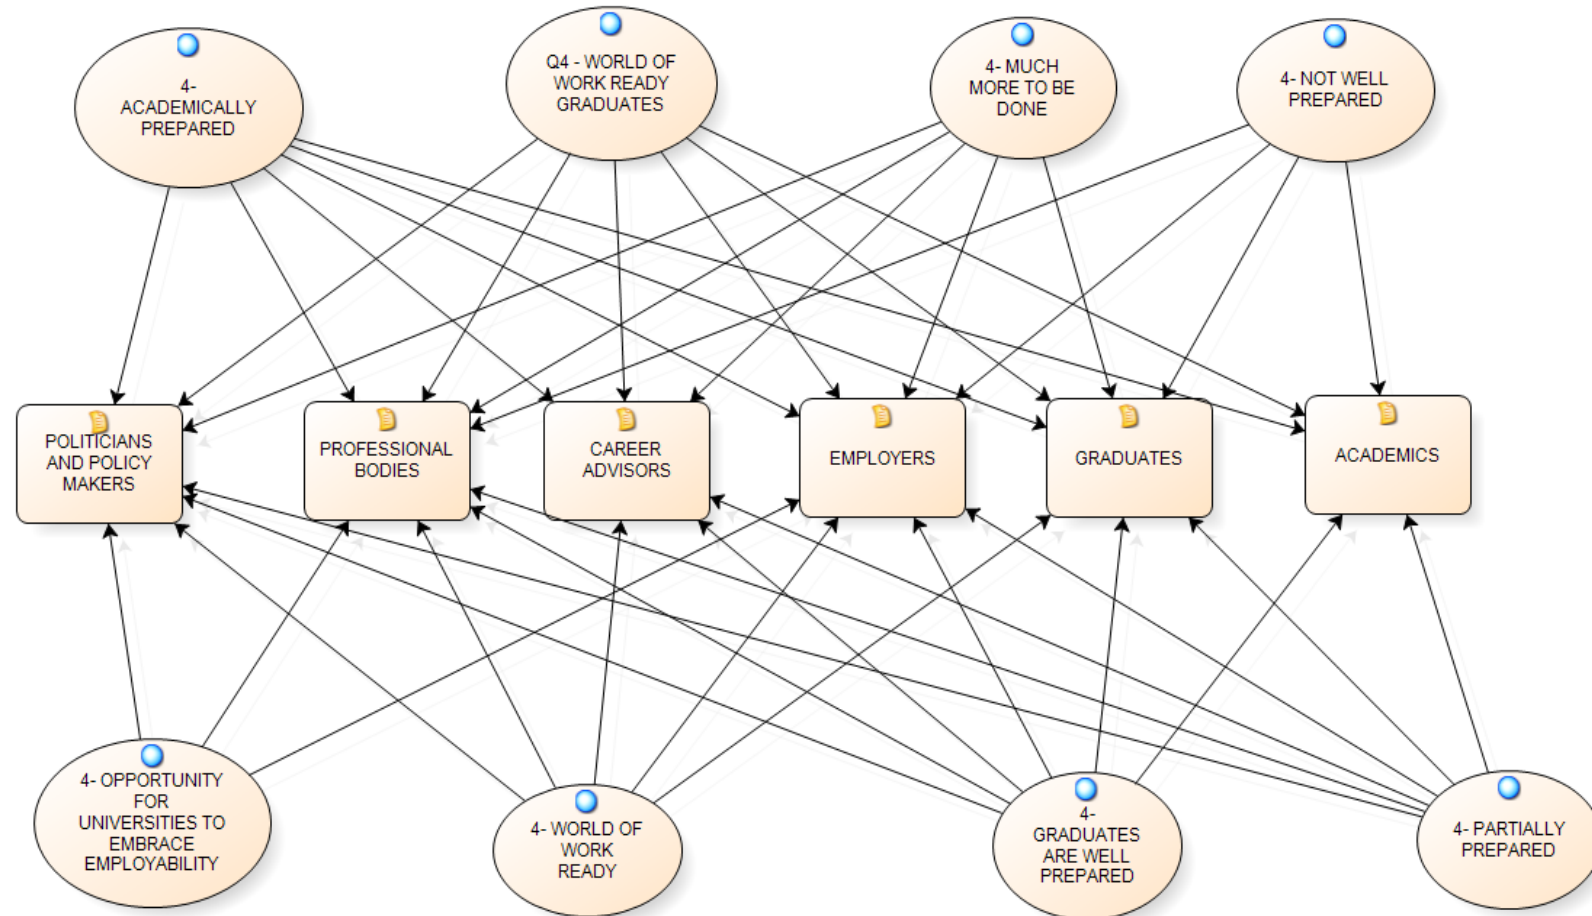 4-
ACADEMICALLY
PREPARED
Q4 - WORLD OF
WORK READY
GRADUATES
4- MUCH
MORE TO BE
DONE
4- NOT WELL
PREPARED
POLITICIANS
AND POLICY
MAKERS
PROFESSIONAL
BODIES
CAREER
ADVISORS
EMPLOYERS
GRADUATES
ACADEMICS
4- OPPORTUNITY
FOR
UNIVERSITIES TO
EMBRACE
EMPLOYABILITY
4- WORLD OF
WORK
READY
4-
GRADUATES
ARE WELL
PREPARED
4- PARTIALLY
PREPARED